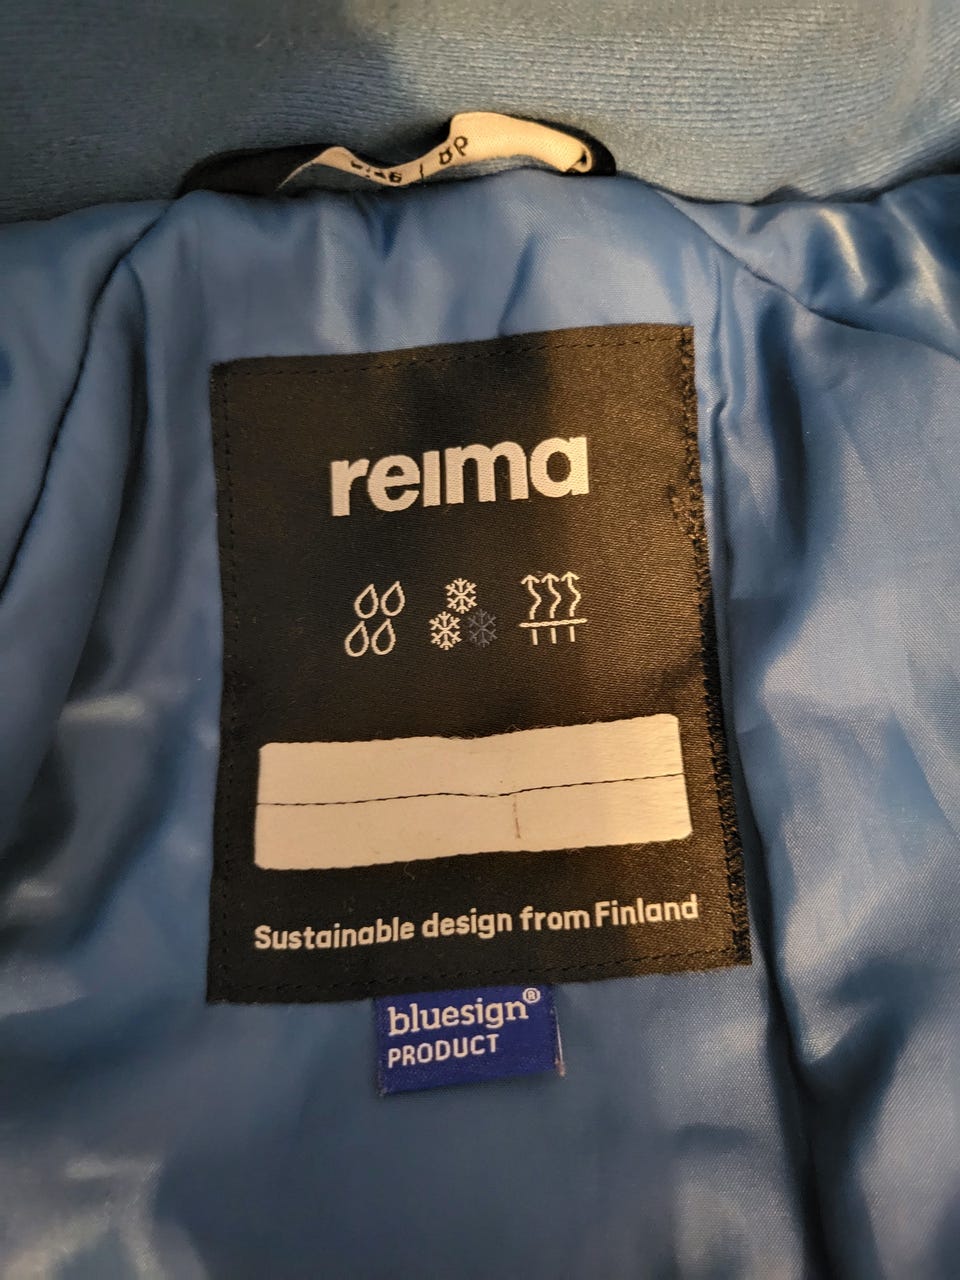 reima
Sustainable design from Finland
bluesign®
PRODUCT